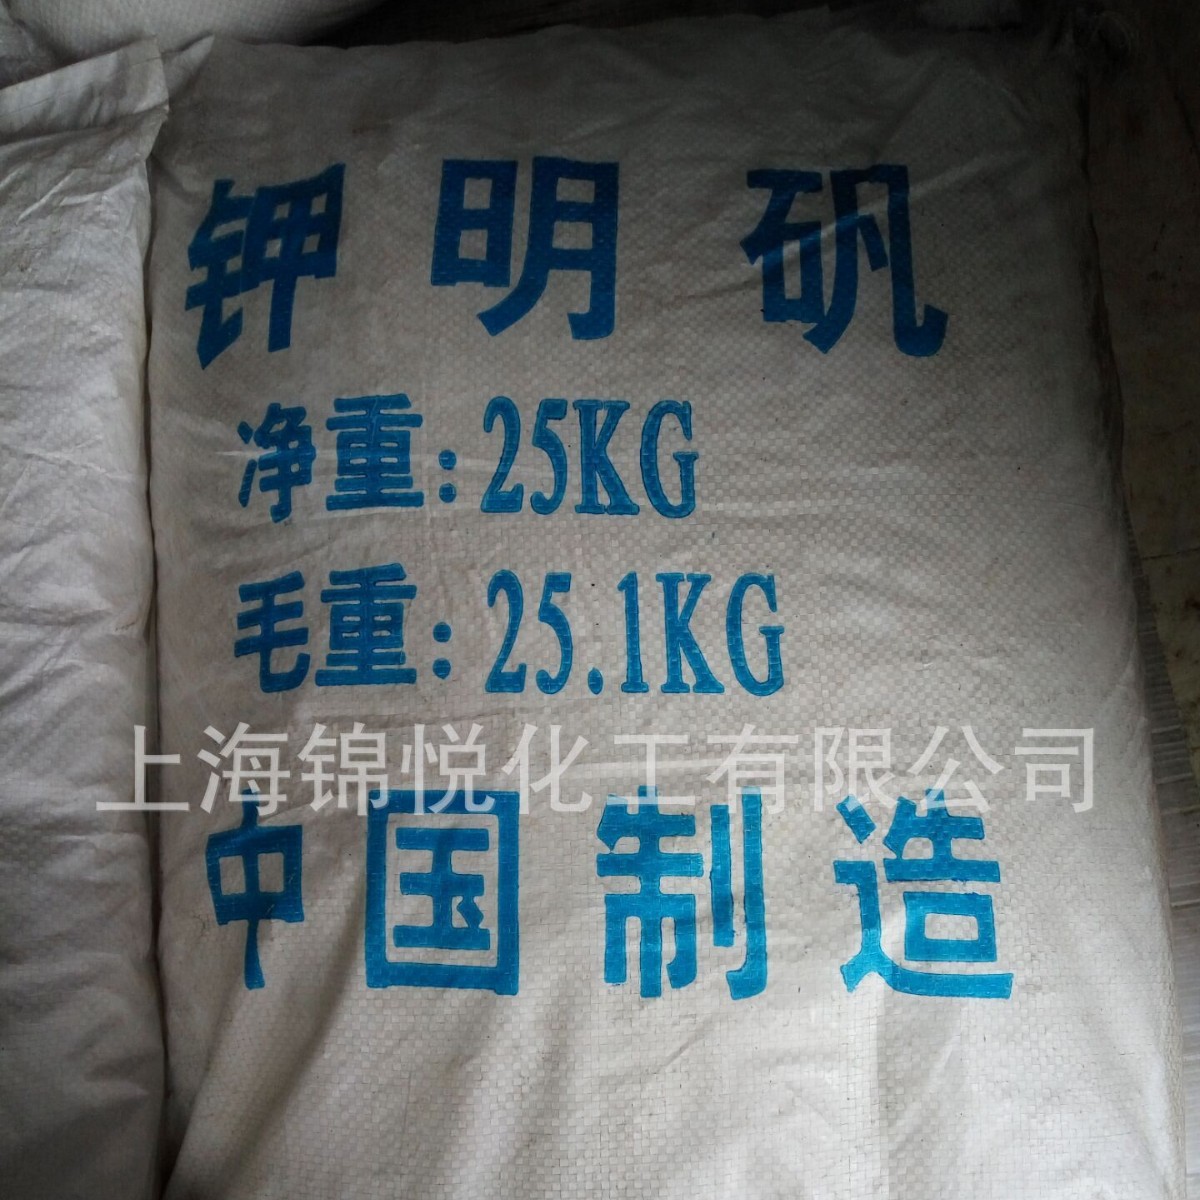 钾明矾
净重:25KG
毛重:25.1KG
上海锦悦化工有限公司
中国制造